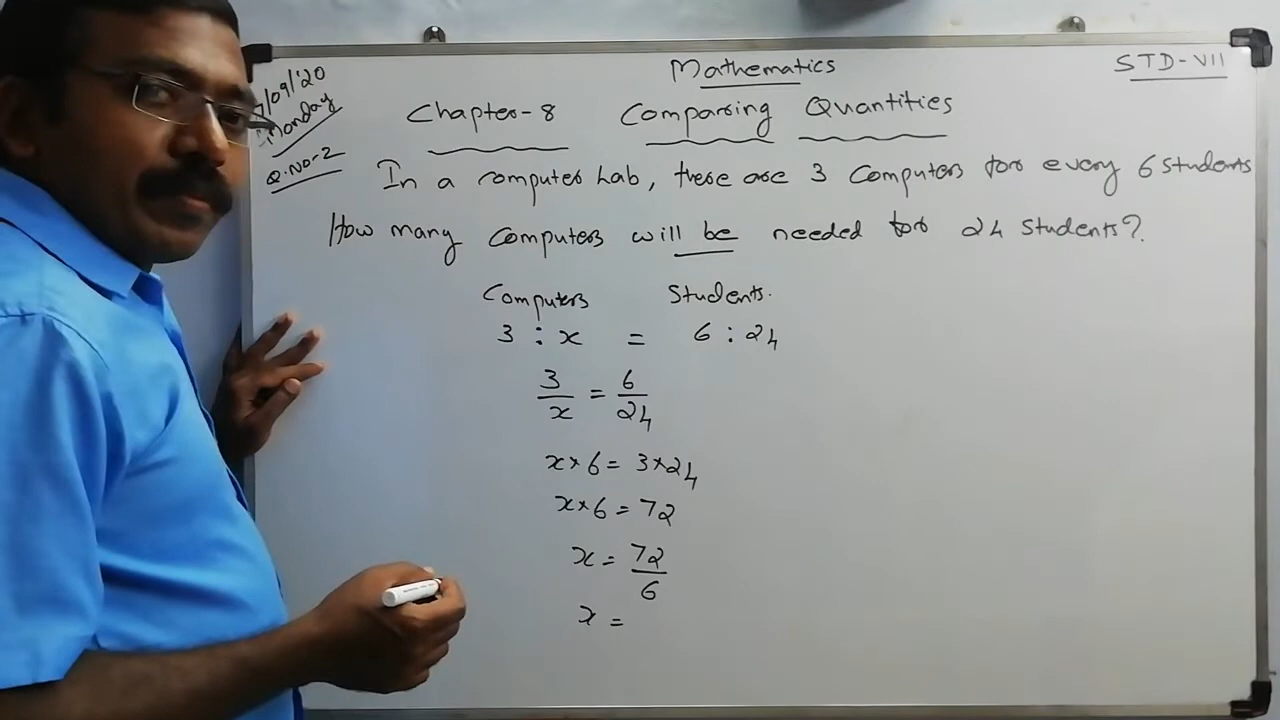 Mathematics
STD-VII
/09/'20
Monday
Chapter-8 Comparing Quantities
Q.No-2
In a computer Lab, there are 3 Computers for every 6 Students
How many Computers will be needed for 24 Students?
Computers Students.
3 : x = 6 : 24
3/x = 6/24
x×6 = 3×24
x×6 = 72
x = 72/6
x =